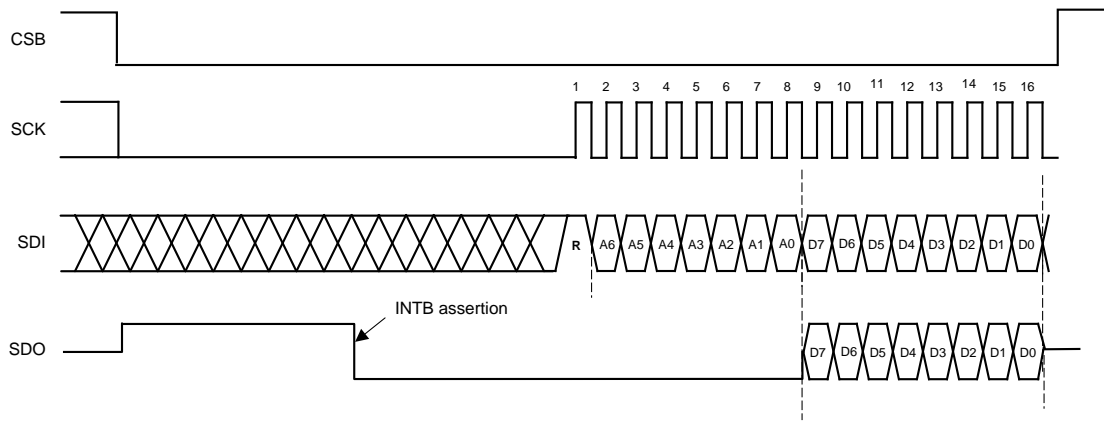 CSB
1 2 3 4 5 6 7 8 9 10 11 12 13 14 15 16
SCK
SDI
R A6 A5 A4 A3 A2 A1 A0 D7 D6 D5 D4 D3 D2 D1 D0
INTB assertion
SDO
D7 D6 D5 D4 D3 D2 D1 D0